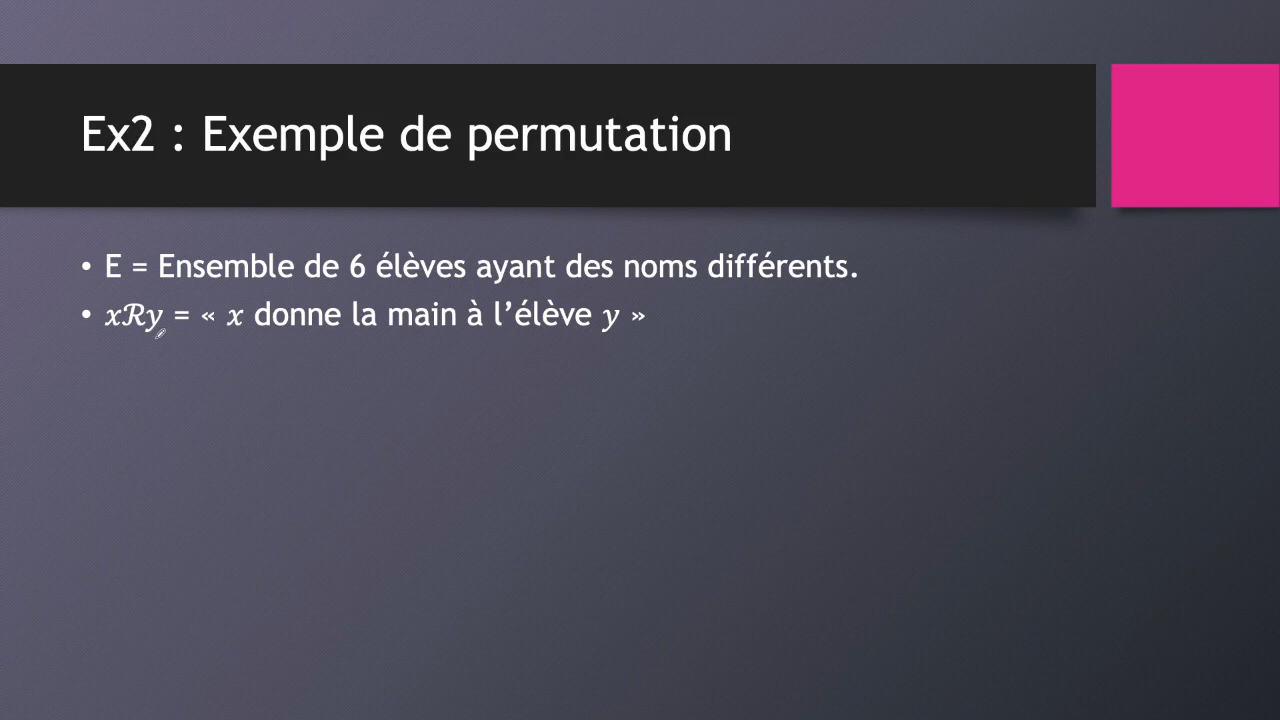 Ex2 : Exemple de permutation
• E = Ensemble de 6 élèves ayant des noms différents.
• 𝑥ℛ𝑦 = « 𝑥 donne la main à l’élève 𝑦 »